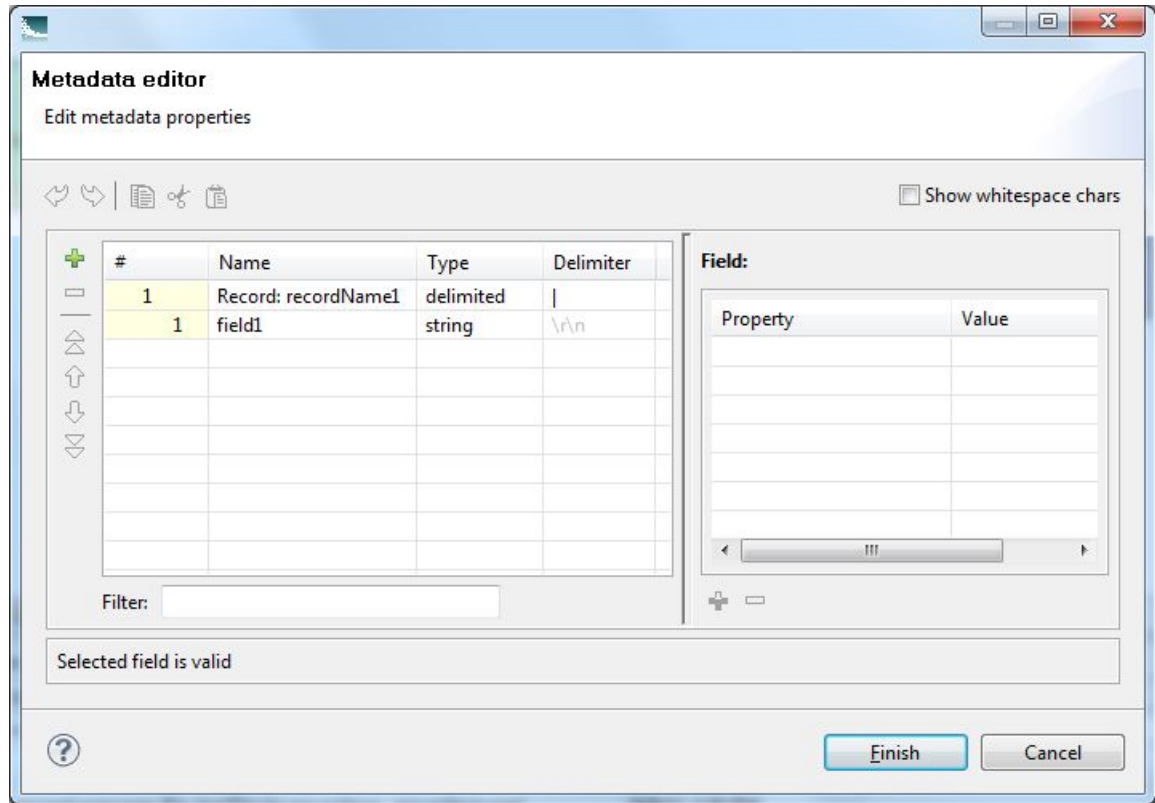 Metadata editor
Edit metadata properties
Show whitespace chars
# Name Type Delimiter
1 Record: recordName1 delimited |
1 field1 string \r\n
Filter:
Field:
Property Value
Selected field is valid
Finish Cancel